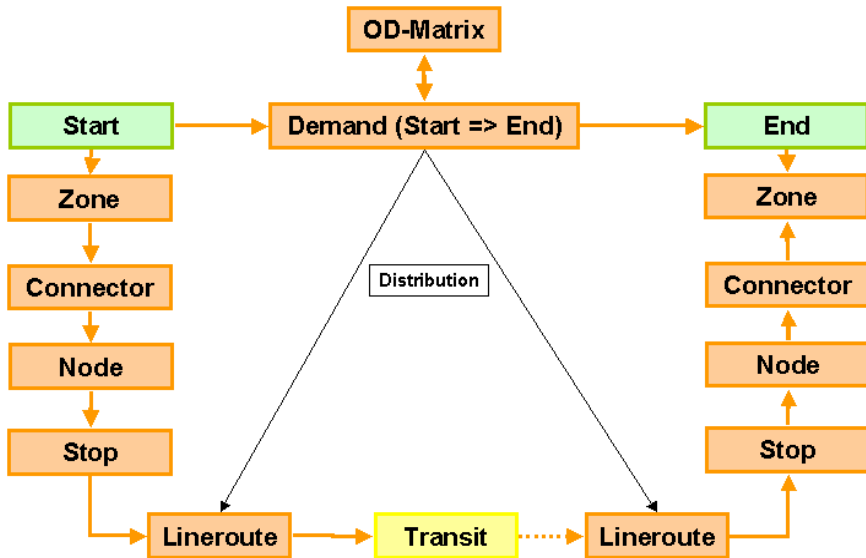 OD-Matrix
Start
Demand (Start => End)
End
Zone
Zone
Distribution
Connector
Connector
Node
Node
Stop
Stop
Lineroute
Transit
Lineroute